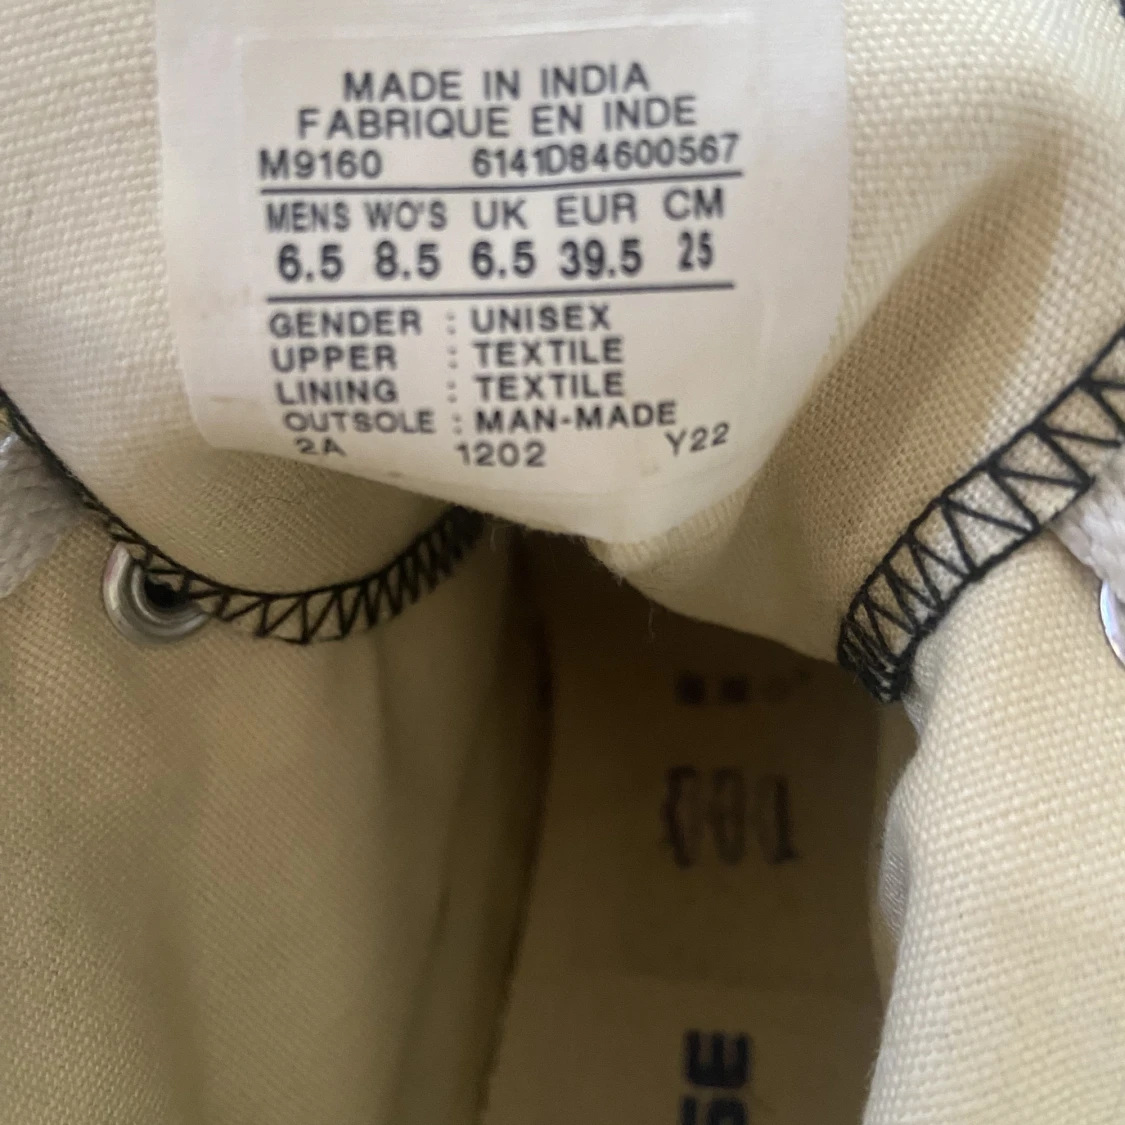 MADE IN INDIA
FABRIQUE EN INDE
M9160 6141D84600567
MENS WO'S UK EUR CM
6.5 8.5 6.5 39.5 25
GENDER : UNISEX
UPPER : TEXTILE
LINING : TEXTILE
OUTSOLE : MAN-MADE
2A 1202 Y22
SE